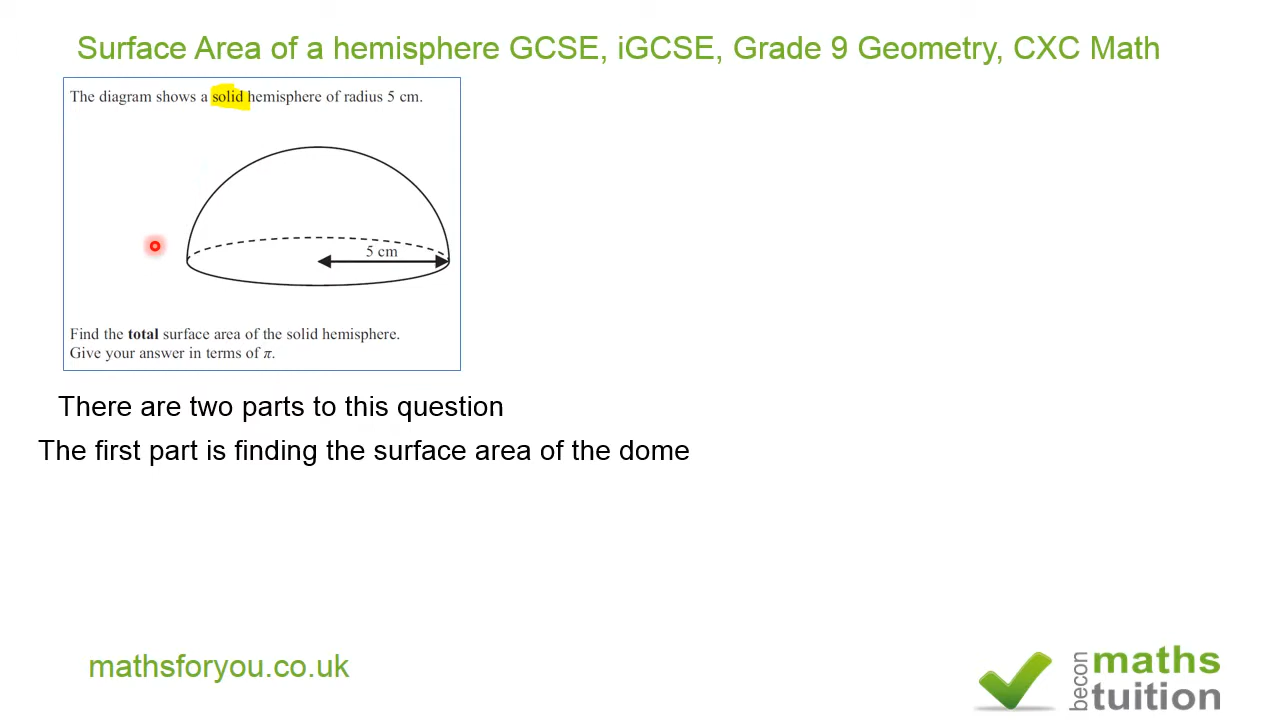 Surface Area of a hemisphere GCSE, iGCSE, Grade 9 Geometry, CXC Math
The diagram shows a solid hemisphere of radius 5 cm.
5 cm
Find the total surface area of the solid hemisphere.
Give your answer in terms of π.
There are two parts to this question
The first part is finding the surface area of the dome
mathsforyou.co.uk
becon
maths
tuition